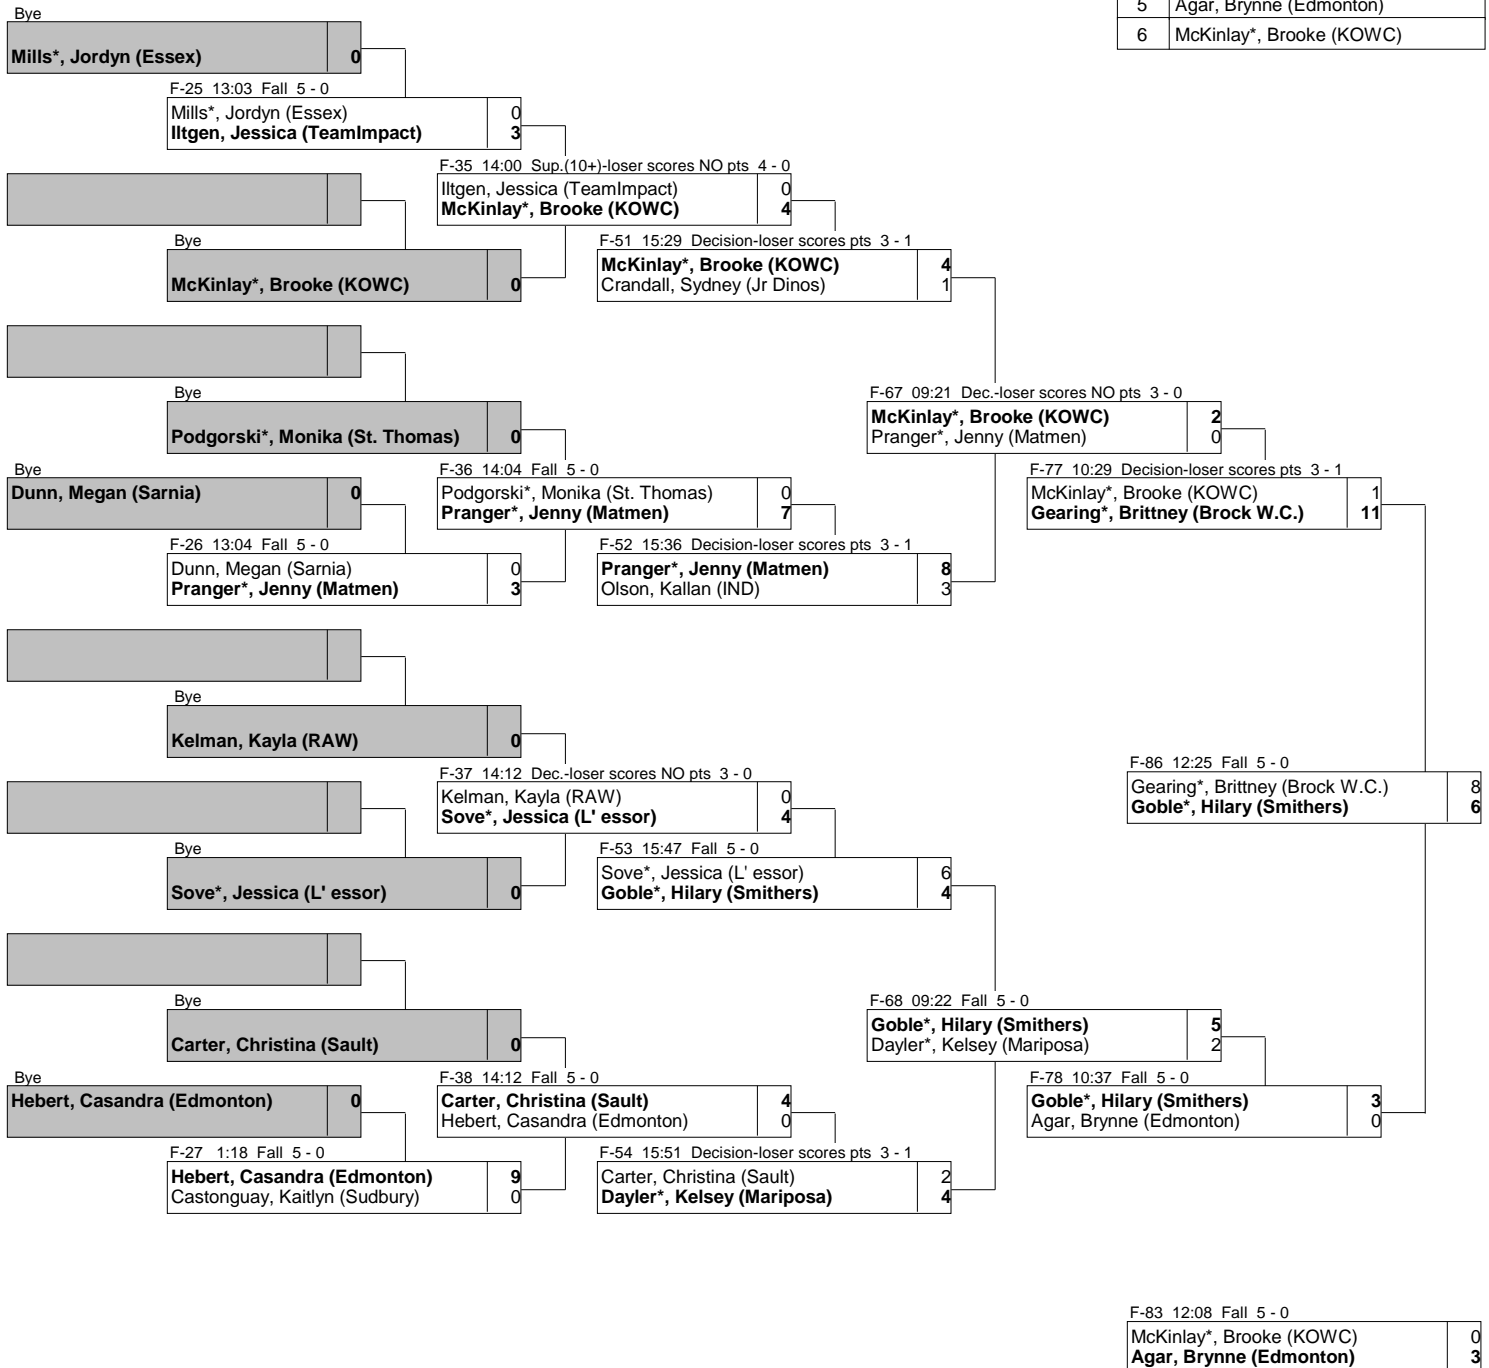 5 Agar, Brynne (Edmonton)
6 McKinlay*, Brooke (KOWC)
Bye
Mills*, Jordyn (Essex) 0
F-25 13:03 Fall 5 - 0
Mills*, Jordyn (Essex) 0
Iltgen, Jessica (TeamImpact) 3
F-35 14:00 Sup.(10+)-loser scores NO pts 4 - 0
Iltgen, Jessica (TeamImpact) 0
McKinlay*, Brooke (KOWC) 4
Bye
McKinlay*, Brooke (KOWC) 0
F-51 15:29 Decision-loser scores pts 3 - 1
McKinlay*, Brooke (KOWC) 4
Crandall, Sydney (Jr Dinos) 1
Bye
Podgorski*, Monika (St. Thomas) 0
F-67 09:21 Dec.-loser scores NO pts 3 - 0
McKinlay*, Brooke (KOWC) 2
Pranger*, Jenny (Matmen) 0
Bye
Dunn, Megan (Sarnia) 0
F-36 14:04 Fall 5 - 0
Podgorski*, Monika (St. Thomas) 0
Pranger*, Jenny (Matmen) 7
F-77 10:29 Decision-loser scores pts 3 - 1
McKinlay*, Brooke (KOWC) 1
Gearing*, Brittney (Brock W.C.) 11
F-26 13:04 Fall 5 - 0
Dunn, Megan (Sarnia) 0
Pranger*, Jenny (Matmen) 3
F-52 15:36 Decision-loser scores pts 3 - 1
Pranger*, Jenny (Matmen) 8
Olson, Kallan (IND) 3
Bye
Kelman, Kayla (RAW) 0
F-37 14:12 Dec.-loser scores NO pts 3 - 0
Kelman, Kayla (RAW) 0
Sove*, Jessica (L' essor) 4
F-86 12:25 Fall 5 - 0
Gearing*, Brittney (Brock W.C.) 8
Goble*, Hilary (Smithers) 6
Bye
Sove*, Jessica (L' essor) 0
F-53 15:47 Fall 5 - 0
Sove*, Jessica (L' essor) 6
Goble*, Hilary (Smithers) 4
Bye
Carter, Christina (Sault) 0
F-68 09:22 Fall 5 - 0
Goble*, Hilary (Smithers) 5
Dayler*, Kelsey (Mariposa) 2
Bye
Hebert, Casandra (Edmonton) 0
F-38 14:12 Fall 5 - 0
Carter, Christina (Sault) 4
Hebert, Casandra (Edmonton) 0
F-78 10:37 Fall 5 - 0
Goble*, Hilary (Smithers) 3
Agar, Brynne (Edmonton) 0
F-27 1:18 Fall 5 - 0
Hebert, Casandra (Edmonton) 9
Castonguay, Kaitlyn (Sudbury) 0
F-54 15:51 Decision-loser scores pts 3 - 1
Carter, Christina (Sault) 2
Dayler*, Kelsey (Mariposa) 4
F-83 12:08 Fall 5 - 0
McKinlay*, Brooke (KOWC) 0
Agar, Brynne (Edmonton) 3